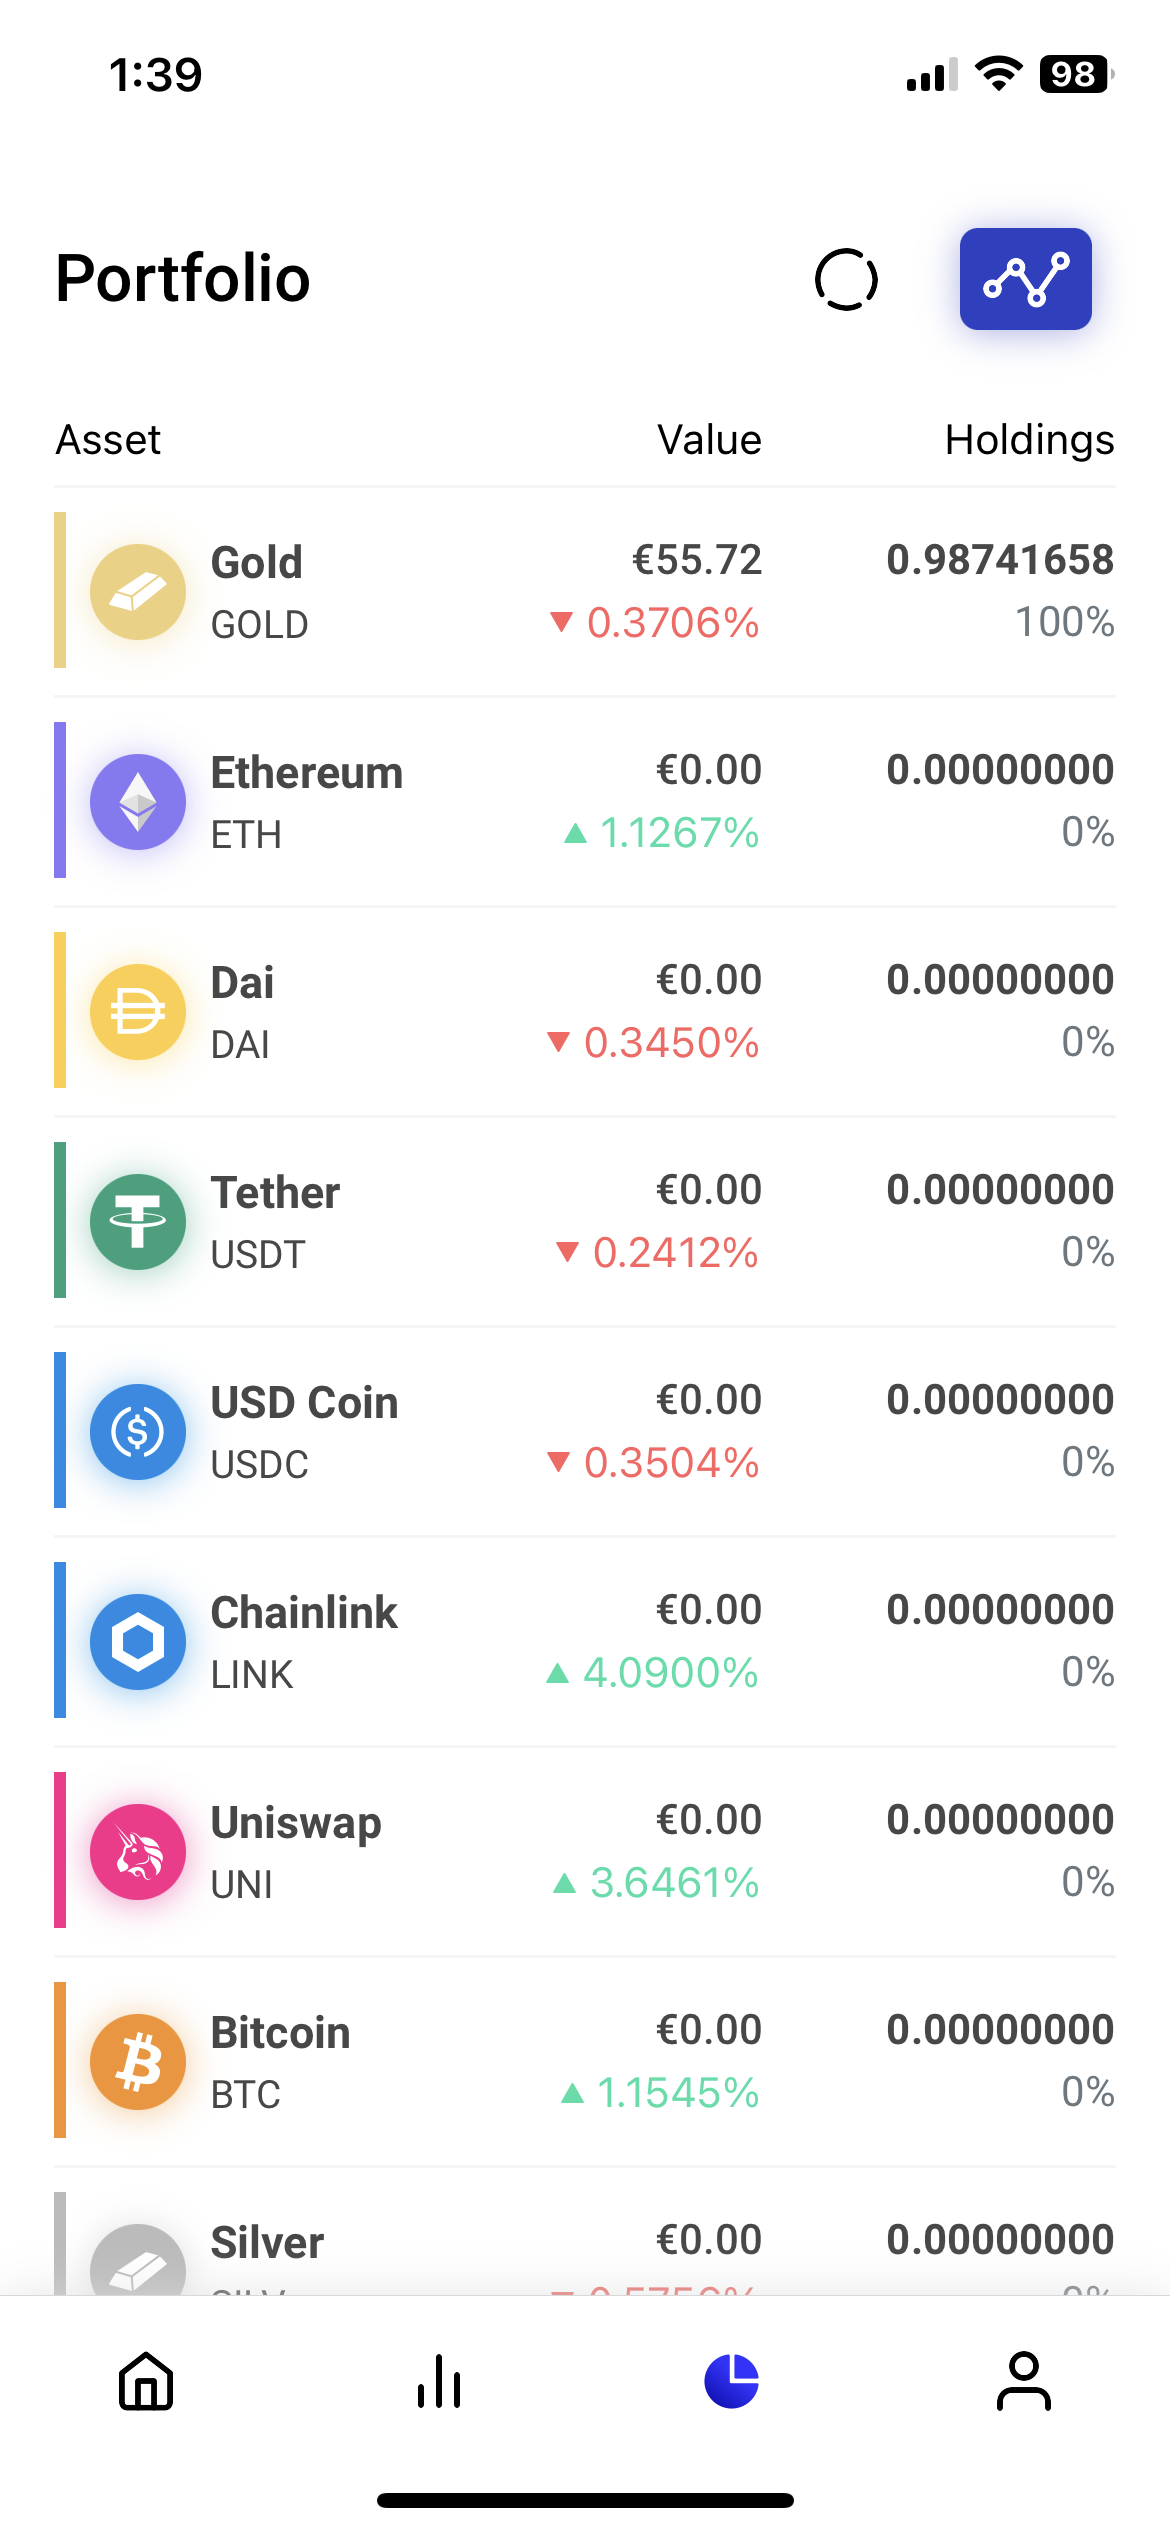 1:39
98
Portfolio
Asset Value Holdings
Gold €55.72 0.98741658
GOLD ▼ 0.3706% 100%
Ethereum €0.00 0.00000000
ETH ▲ 1.1267% 0%
Dai €0.00 0.00000000
DAI ▼ 0.3450% 0%
Tether €0.00 0.00000000
USDT ▼ 0.2412% 0%
USD Coin €0.00 0.00000000
USDC ▼ 0.3504% 0%
Chainlink €0.00 0.00000000
LINK ▲ 4.0900% 0%
Uniswap €0.00 0.00000000
UNI ▲ 3.6461% 0%
Bitcoin €0.00 0.00000000
BTC ▲ 1.1545% 0%
Silver €0.00 0.00000000